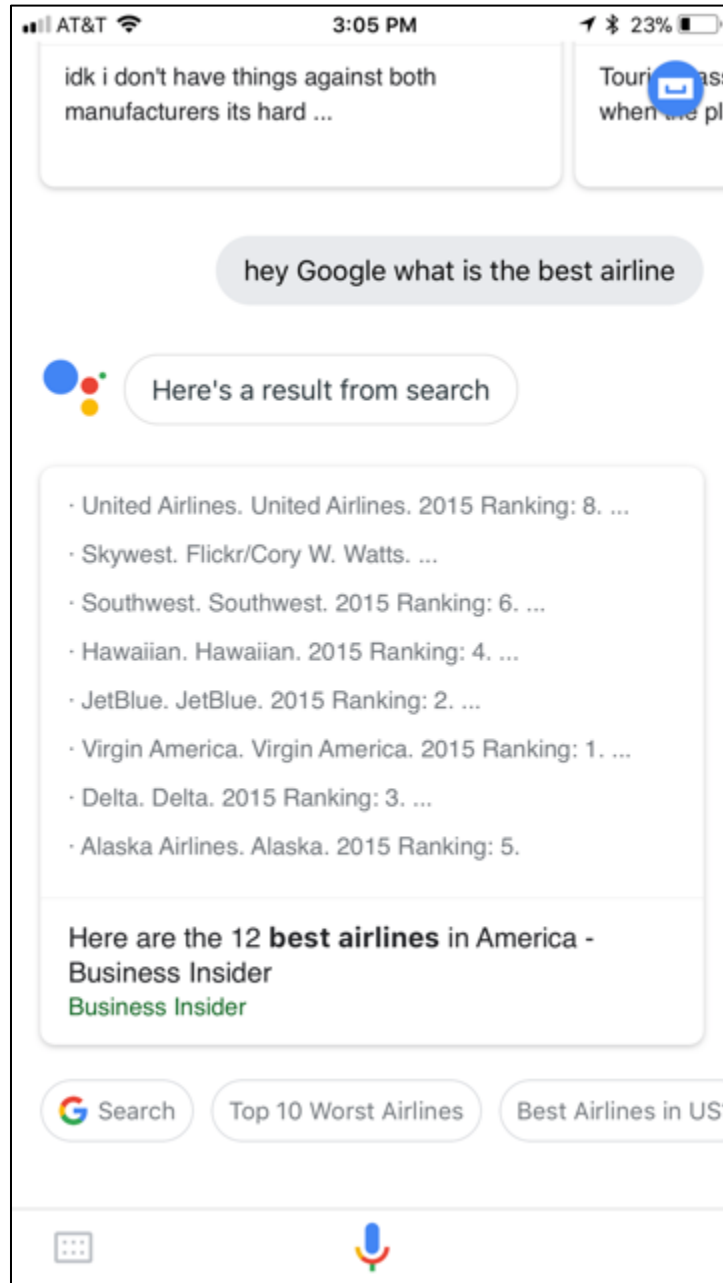 AT&T 3:05 PM 23%
idk i don't have things against both
manufacturers its hard ...
Touri
when the pl
hey Google what is the best airline
Here's a result from search
· United Airlines. United Airlines. 2015 Ranking: 8. ...
· Skywest. Flickr/Cory W. Watts. ...
· Southwest. Southwest. 2015 Ranking: 6. ...
· Hawaiian. Hawaiian. 2015 Ranking: 4. ...
· JetBlue. JetBlue. 2015 Ranking: 2. ...
· Virgin America. Virgin America. 2015 Ranking: 1. ...
· Delta. Delta. 2015 Ranking: 3. ...
· Alaska Airlines. Alaska. 2015 Ranking: 5.
Here are the 12 best airlines in America -
Business Insider
Business Insider
Search
Top 10 Worst Airlines
Best Airlines in US